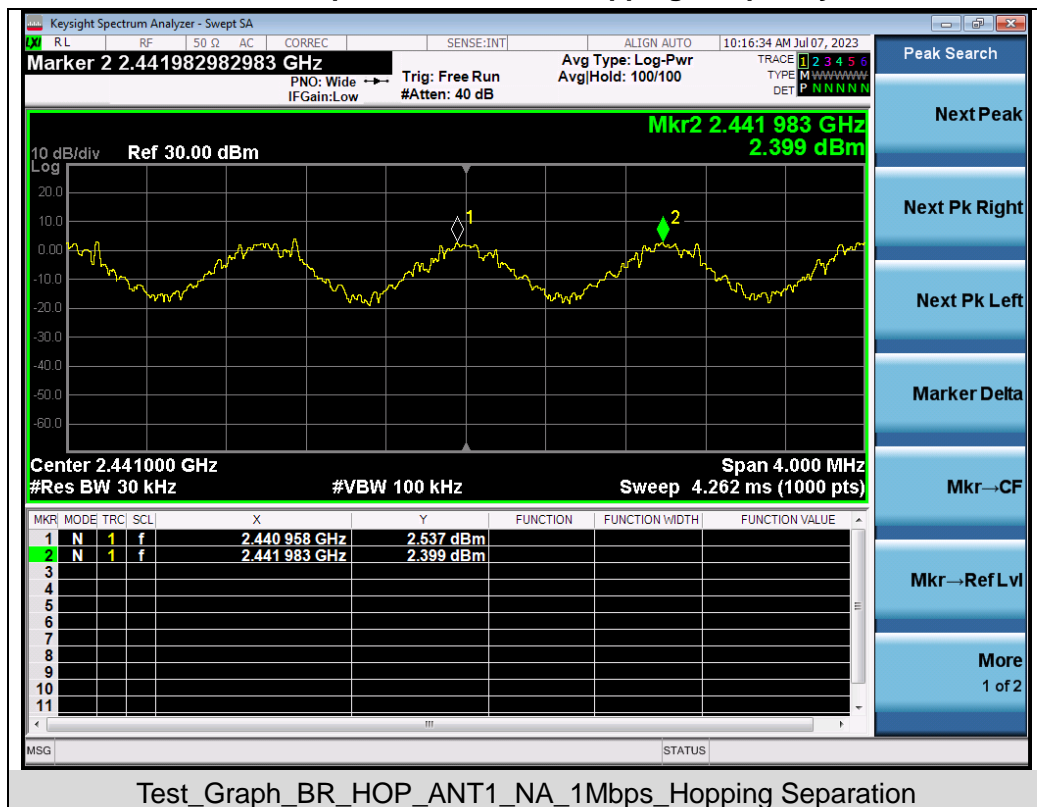 Keysight Spectrum Analyzer - Swept SA
LXI RL RF 50 Ω AC CORREC SENSE:INT ALIGN AUTO 10:16:34 AM Jul 07, 2023
Marker 2 2.441982982983 GHz
PNO: Wide
IFGain:Low
Trig: Free Run
#Atten: 40 dB
Avg Type: Log-Pwr
Avg|Hold: 100/100
TRACE 1 2 3 4 5 6
TYPE M WWWWW
DET P N N N N N
Mkr2 2.441 983 GHz
2.399 dBm
10 dB/div Ref 30.00 dBm
Log
20.0
10.0
0.00
-10.0
-20.0
-30.0
-40.0
-50.0
-60.0
1
2
Center 2.441000 GHz
Span 4.000 MHz
#Res BW 30 kHz
#VBW 100 kHz
Sweep 4.262 ms (1000 pts)
MKR MODE TRC SCL X Y FUNCTION FUNCTION WIDTH FUNCTION VALUE
1 N 1 f 2.440 958 GHz 2.537 dBm
2 N 1 f 2.441 983 GHz 2.399 dBm
3
4
5
6
7
8
9
10
11
MSG
STATUS
Peak Search
Next Peak
Next Pk Right
Next Pk Left
Marker Delta
Mkr→CF
Mkr→Ref Lvl
More
1 of 2
Test_Graph_BR_HOP_ANT1_NA_1Mbps_Hopping Separation